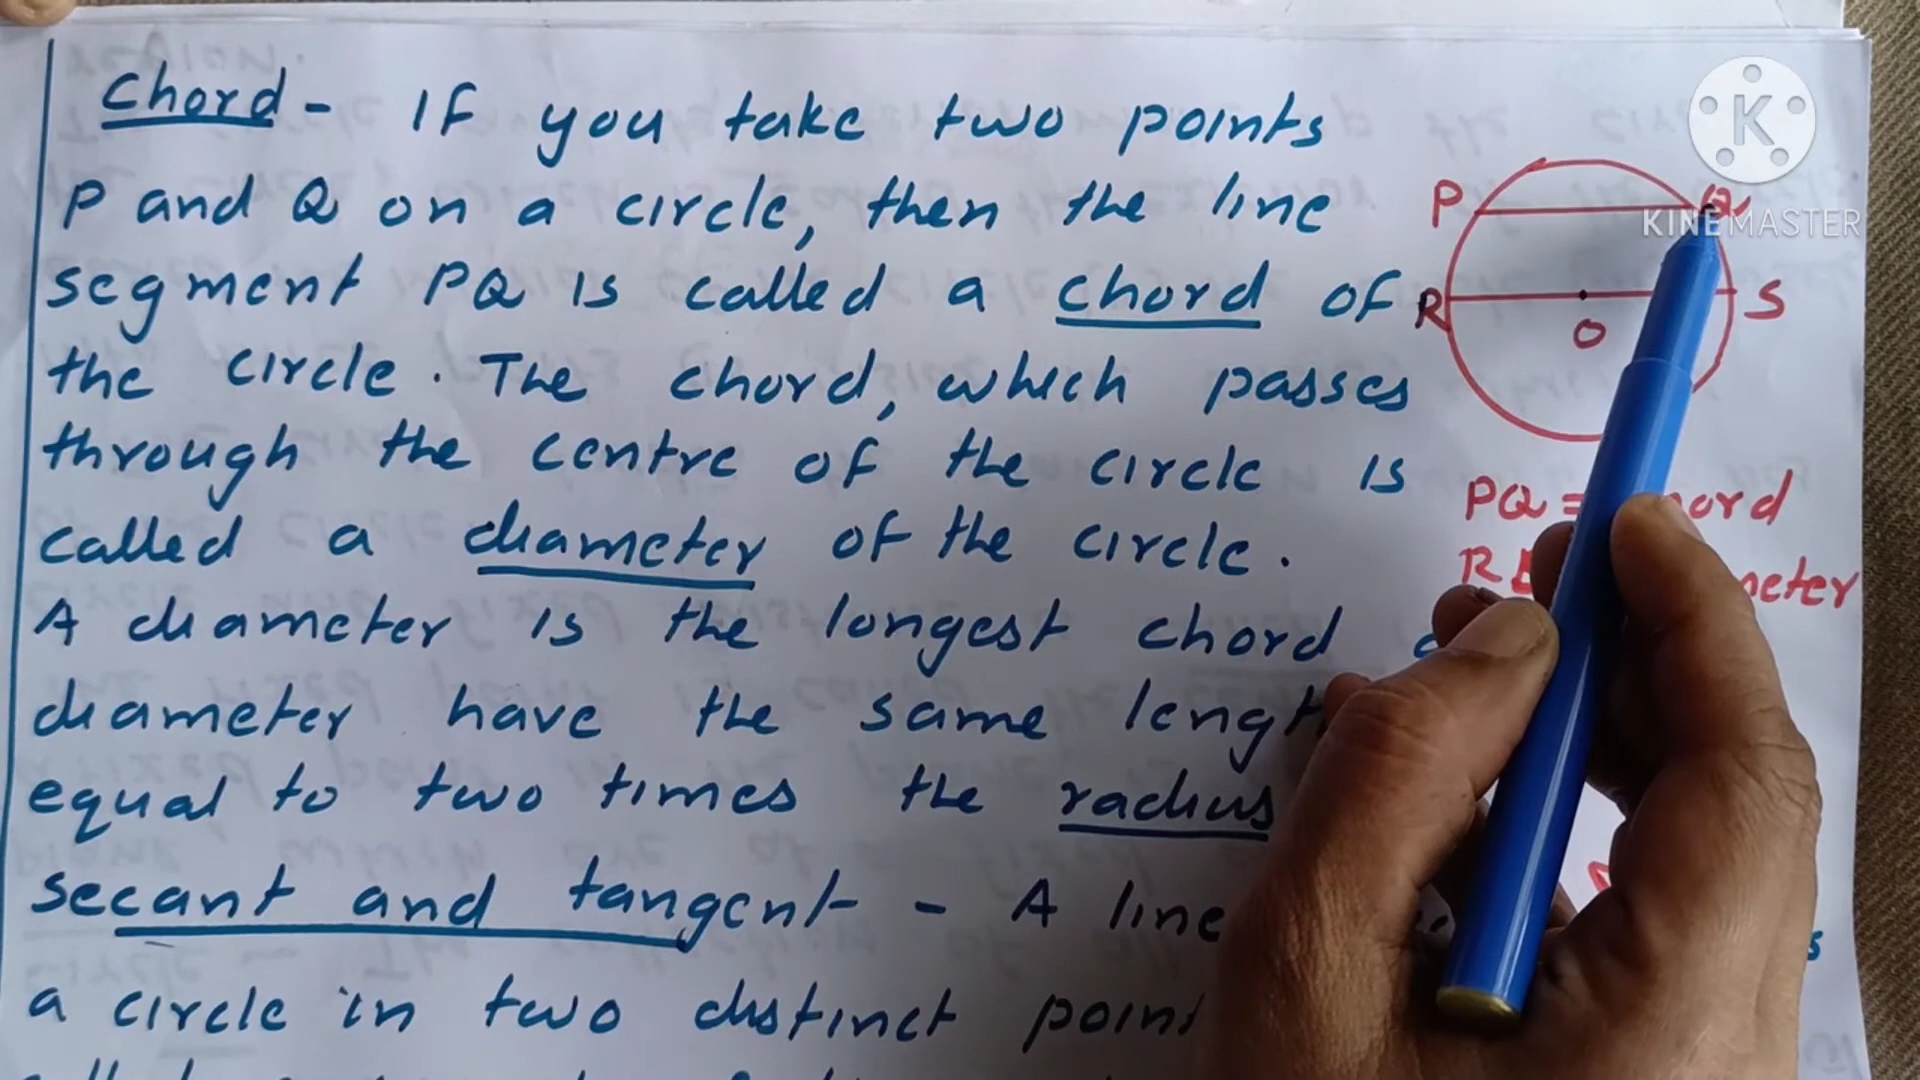 Chord - If you take two points
P and Q on a circle, then the line
segment PQ is called a chord of
the circle. The chord, which passes
through the centre of the circle is
called a diameter of the circle.
A diameter is the longest chord
diameter have the same lengt
equal to two times the radius
secant and tangent - A line
a circle in two distinct point
P
Q
R
S
O
PQ = ord
R meter
K
KINEMASTER